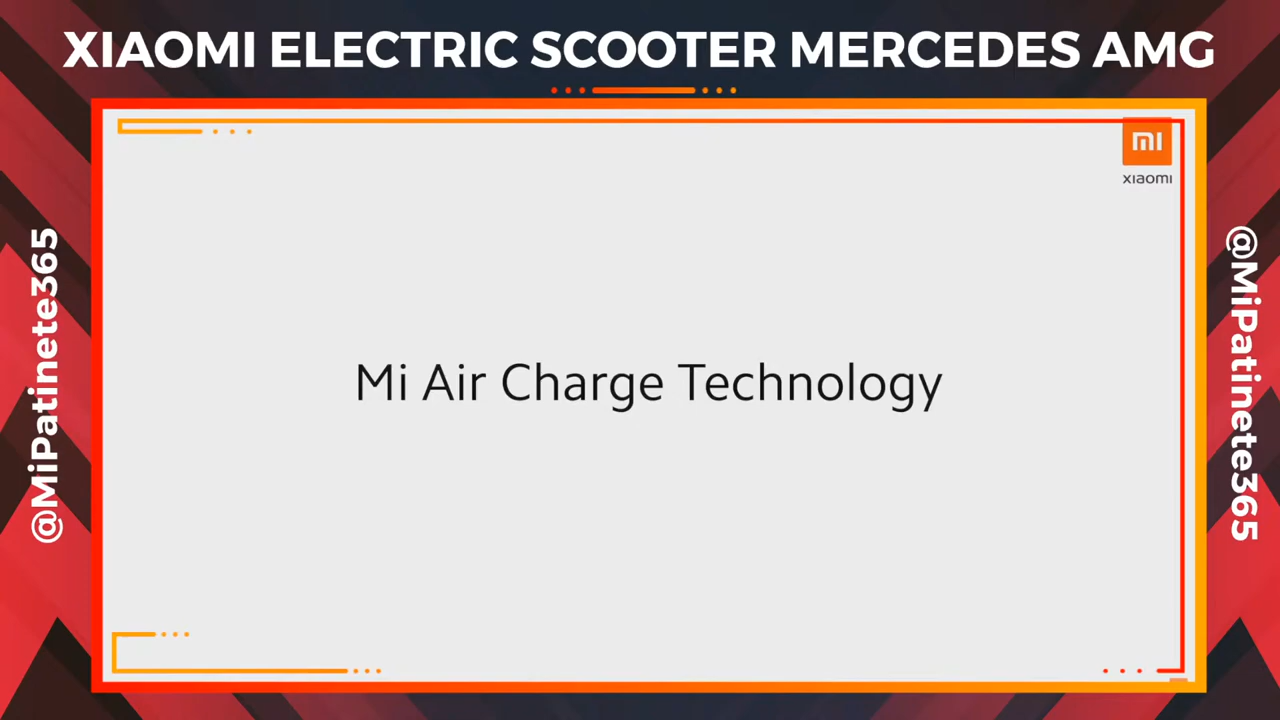 XIAOMI ELECTRIC SCOOTER MERCEDES AMG
mi
xiaomi
@MiPatinete365
Mi Air Charge Technology
@MiPatinete365